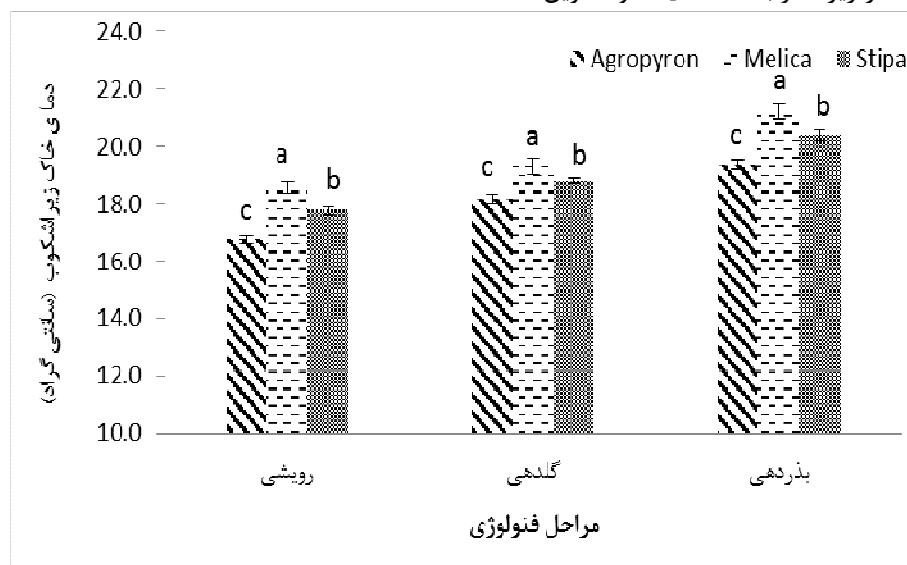 24.0
22.0
20.0
18.0
16.0
14.0
12.0
10.0
دما ی خاک زیراشکوب (سانتی گراد)
Agropyron Melica Stipa
c a b
c a b
c a b
رویشی گلدهی بذردهی
مراحل فنولوژی